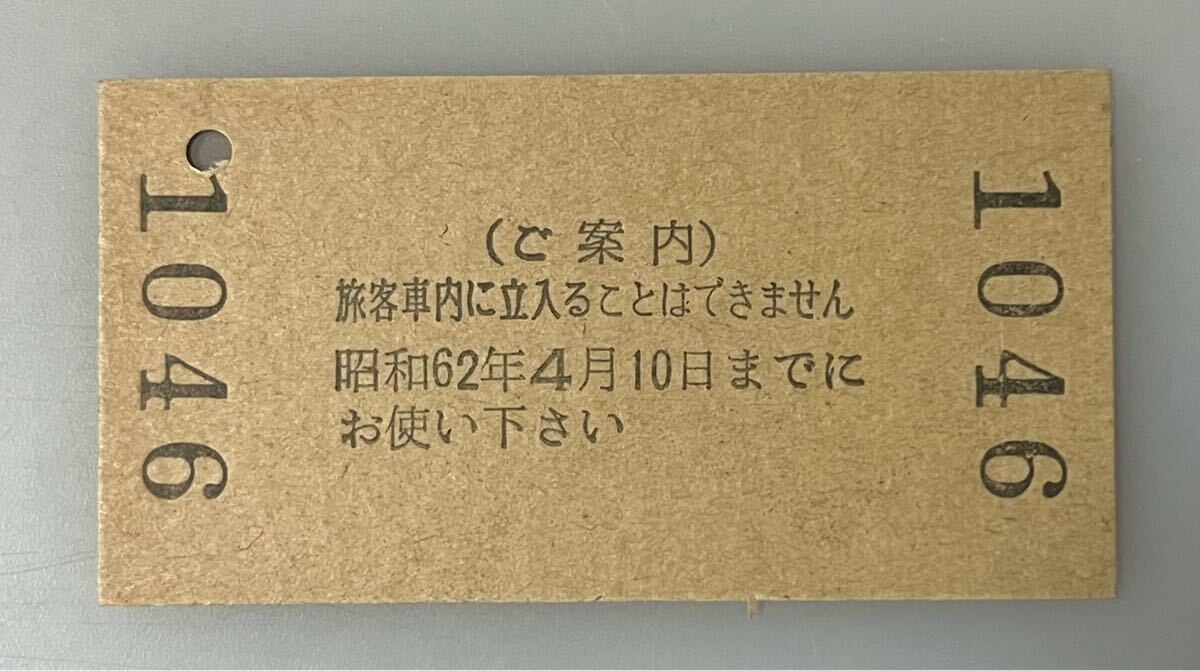 1046
(ご案内)
旅客車内に立入ることはできません
昭和62年4月10日までに
お使い下さい
1046